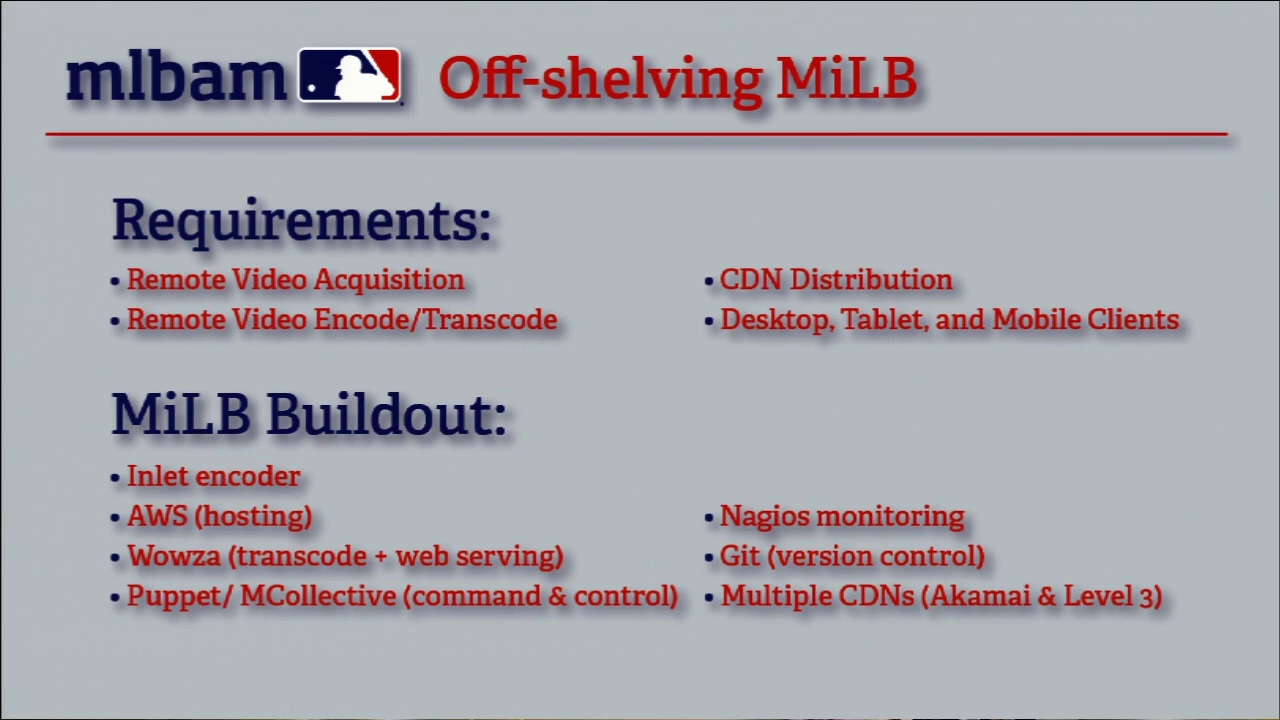 mlbam Off-shelving MiLB
Requirements:
• Remote Video Acquisition
• Remote Video Encode/Transcode
• CDN Distribution
• Desktop, Tablet, and Mobile Clients
MiLB Buildout:
• Inlet encoder
• AWS (hosting)
• Wowza (transcode + web serving)
• Puppet/ MCollective (command & control)
• Nagios monitoring
• Git (version control)
• Multiple CDNs (Akamai & Level 3)